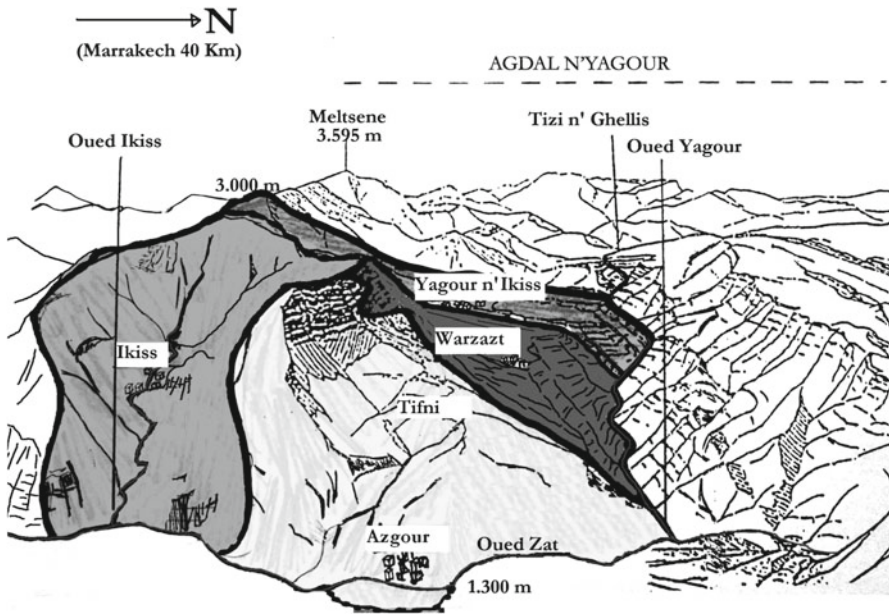 N
(Marrakech 40 Km)
AGDAL N'YAGOUR
Meltsene
3.595 m
Tizi n' Ghellis
Oued Ikiss
Oued Yagour
3.000 m
Yagour n' Ikiss
Warzazt
Ikiss
Tifni
Azgour
Oued Zat
1.300 m